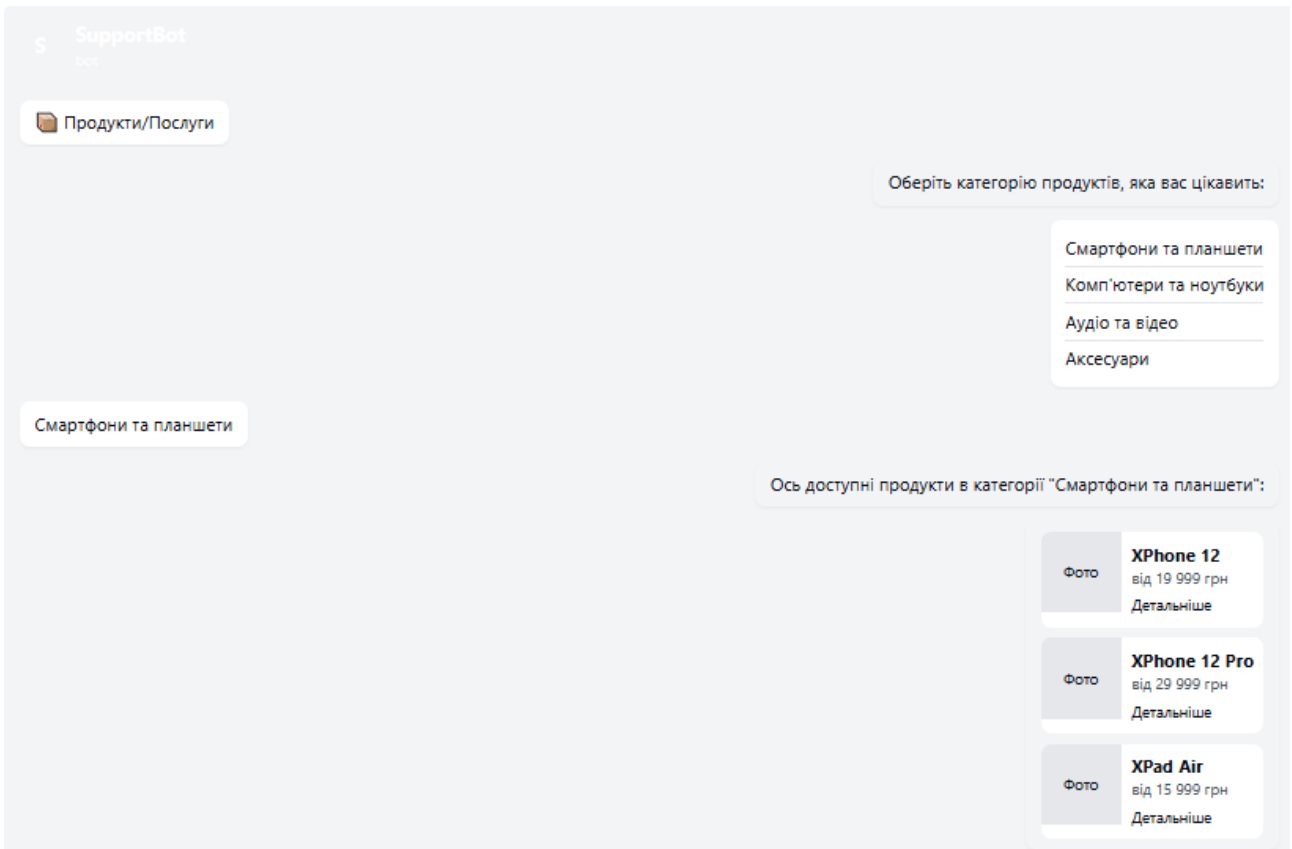 S
SupportBot
bot
Продукти/Послуги
Оберіть категорію продуктів, яка вас цікавить:
Смартфони та планшети
Комп'ютери та ноутбуки
Аудіо та відео
Аксесуари
Смартфони та планшети
Ось доступні продукти в категорії "Смартфони та планшети":
Фото
XPhone 12
від 19 999 грн
Детальніше
Фото
XPhone 12 Pro
від 29 999 грн
Детальніше
Фото
XPad Air
від 15 999 грн
Детальніше